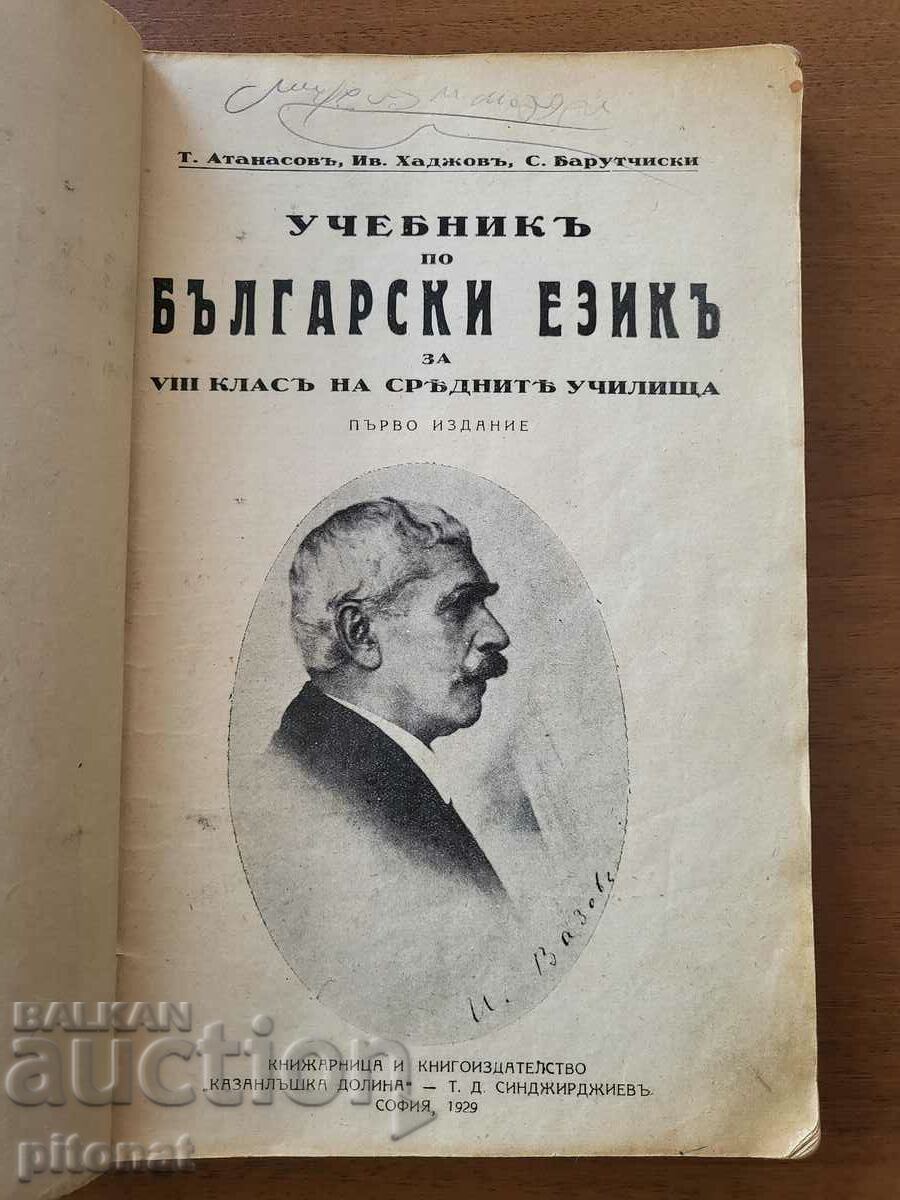 Т. Атанасовъ, Ив. Хаджовъ, С. Барутчиски
УЧЕБНИКЪ
ПО
БЪЛГАРСКИ ЕЗИКЪ
ЗА
VIII КЛАСЪ НА СРѢДНИТѢ УЧИЛИЩА
ПЪРВО ИЗДАНИЕ
И. Вазовъ
КНИЖАРНИЦА И КНИГОИЗДАТЕЛСТВО
„КАЗАНЛЪШКА ДОЛИНА“ — Т. Д. СИНДЖИРДЖИЕВЪ
СОФИЯ, 1929
BALKAN
auction
pitonat